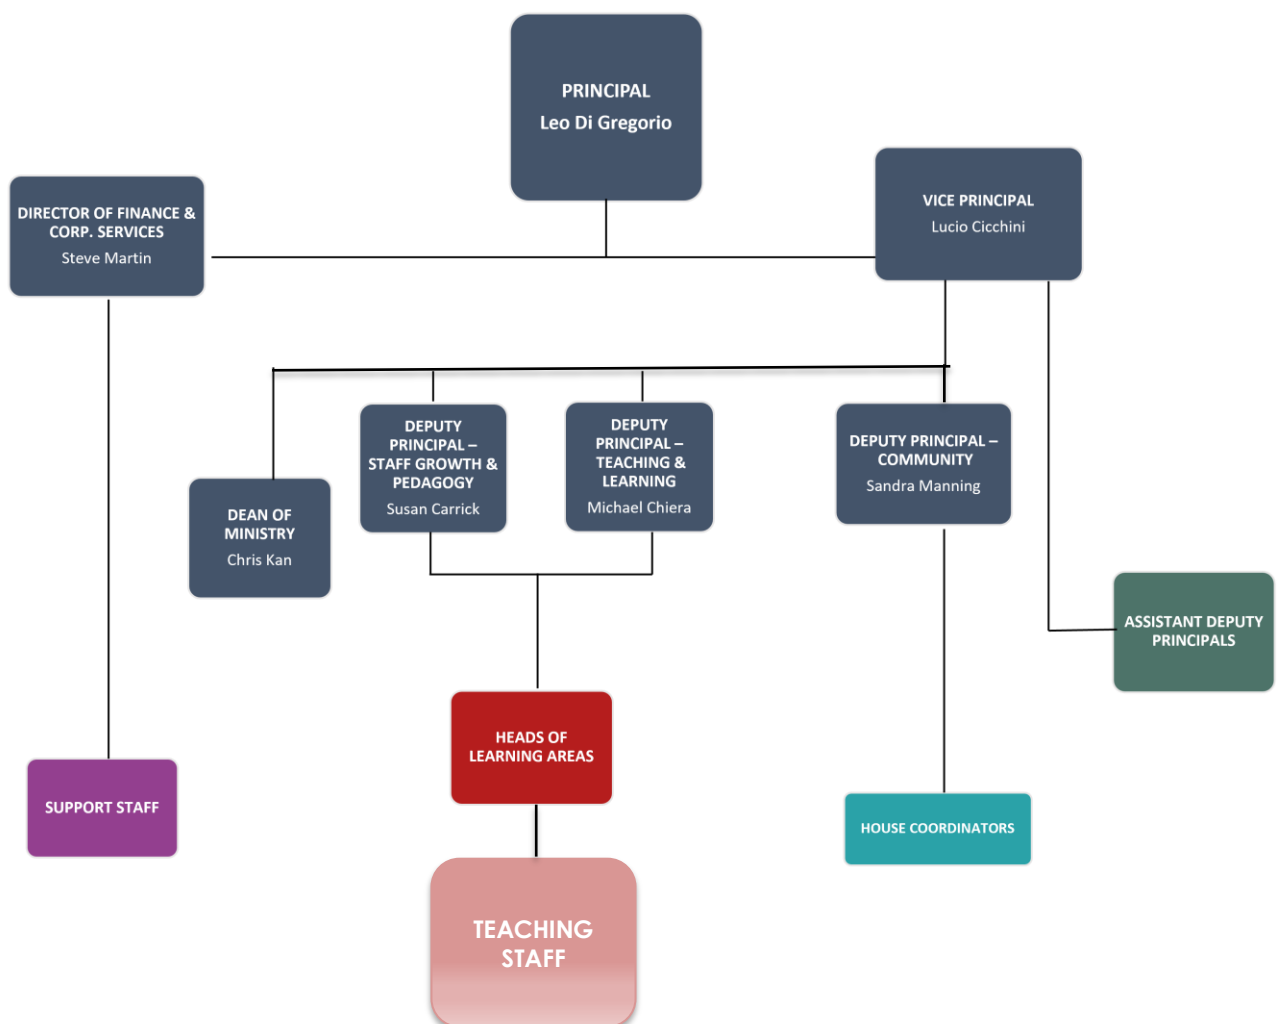 PRINCIPAL
Leo Di Gregorio
VICE PRINCIPAL
Lucio Cicchini
DIRECTOR OF FINANCE &
CORP. SERVICES
Steve Martin
DEPUTY
PRINCIPAL –
STAFF GROWTH &
PEDAGOGY
Susan Carrick
DEPUTY
PRINCIPAL –
TEACHING &
LEARNING
Michael Chiera
DEPUTY PRINCIPAL –
COMMUNITY
Sandra Manning
DEAN OF
MINISTRY
Chris Kan
ASSISTANT DEPUTY
PRINCIPALS
HEADS OF
LEARNING AREAS
SUPPORT STAFF
HOUSE COORDINATORS
TEACHING
STAFF